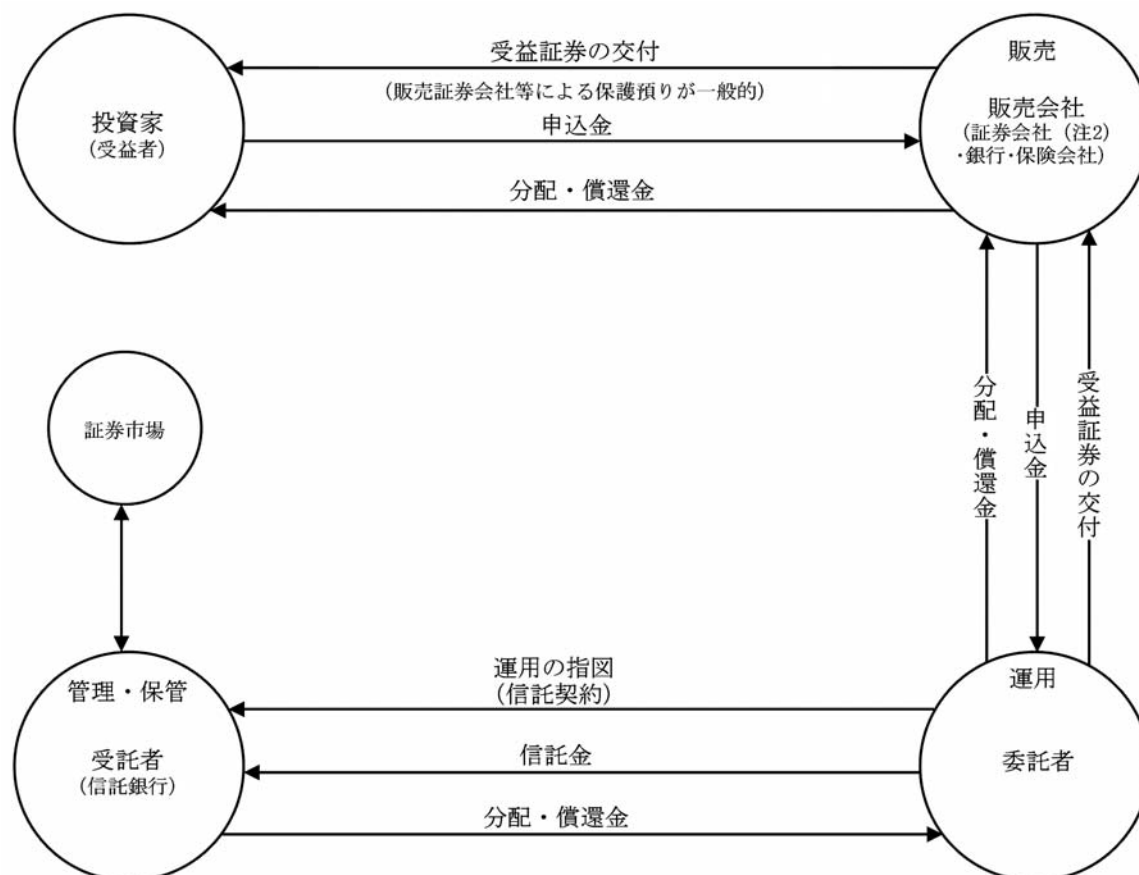 受益証券の交付
(販売証券会社等による保護預りが一般的)
申込金
分配・償還金
投資家
(受益者)
販売
販売会社
(証券会社(注2)
・銀行・保険会社)
証券市場
分配・償還金
申込金
受益証券の交付
管理・保管
受託者
(信託銀行)
運用の指図
(信託契約)
信託金
分配・償還金
運用
委託者